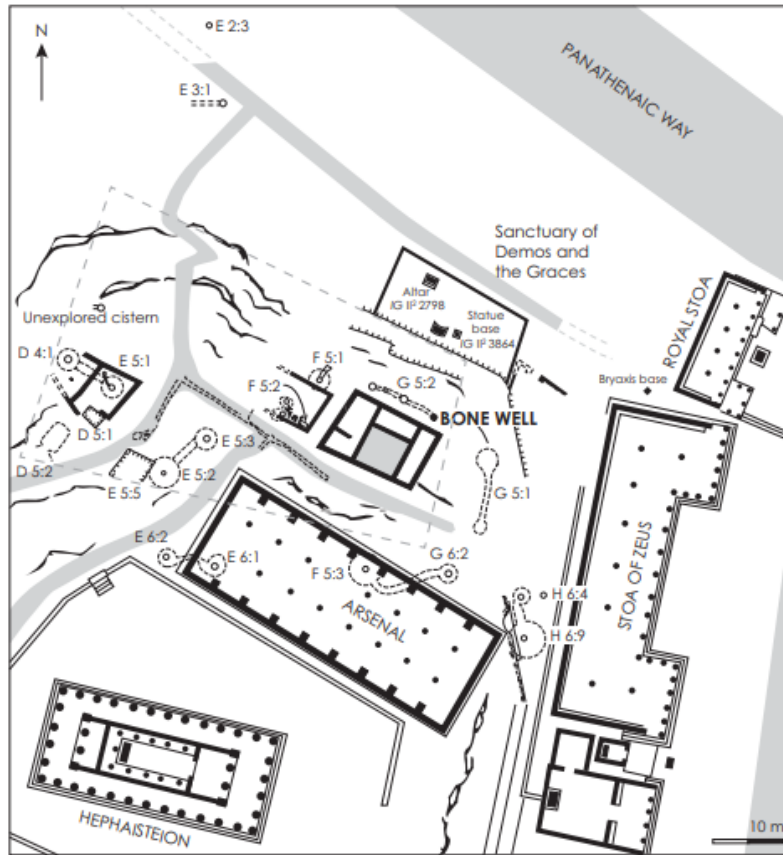 N
E 2:3
E 3:1
PANATHENAIC WAY
Sanctuary of
Demos and
the Graces
Altar
IG II² 2798
Statue
base
IG II² 3864
ROYAL STOA
Unexplored cistern
D 4:1
E 5:1
F 5:1
F 5:2
G 5:2
Bryaxis base
BONE WELL
D 5:1
E 5:3
D 5:2
E 5:5
E 5:2
G 5:1
E 6:2
E 6:1
F 5:3
G 6:2
H 6:4
ARSENAL
STOA OF ZEUS
H 6:9
HEPHAISTEION
10 m